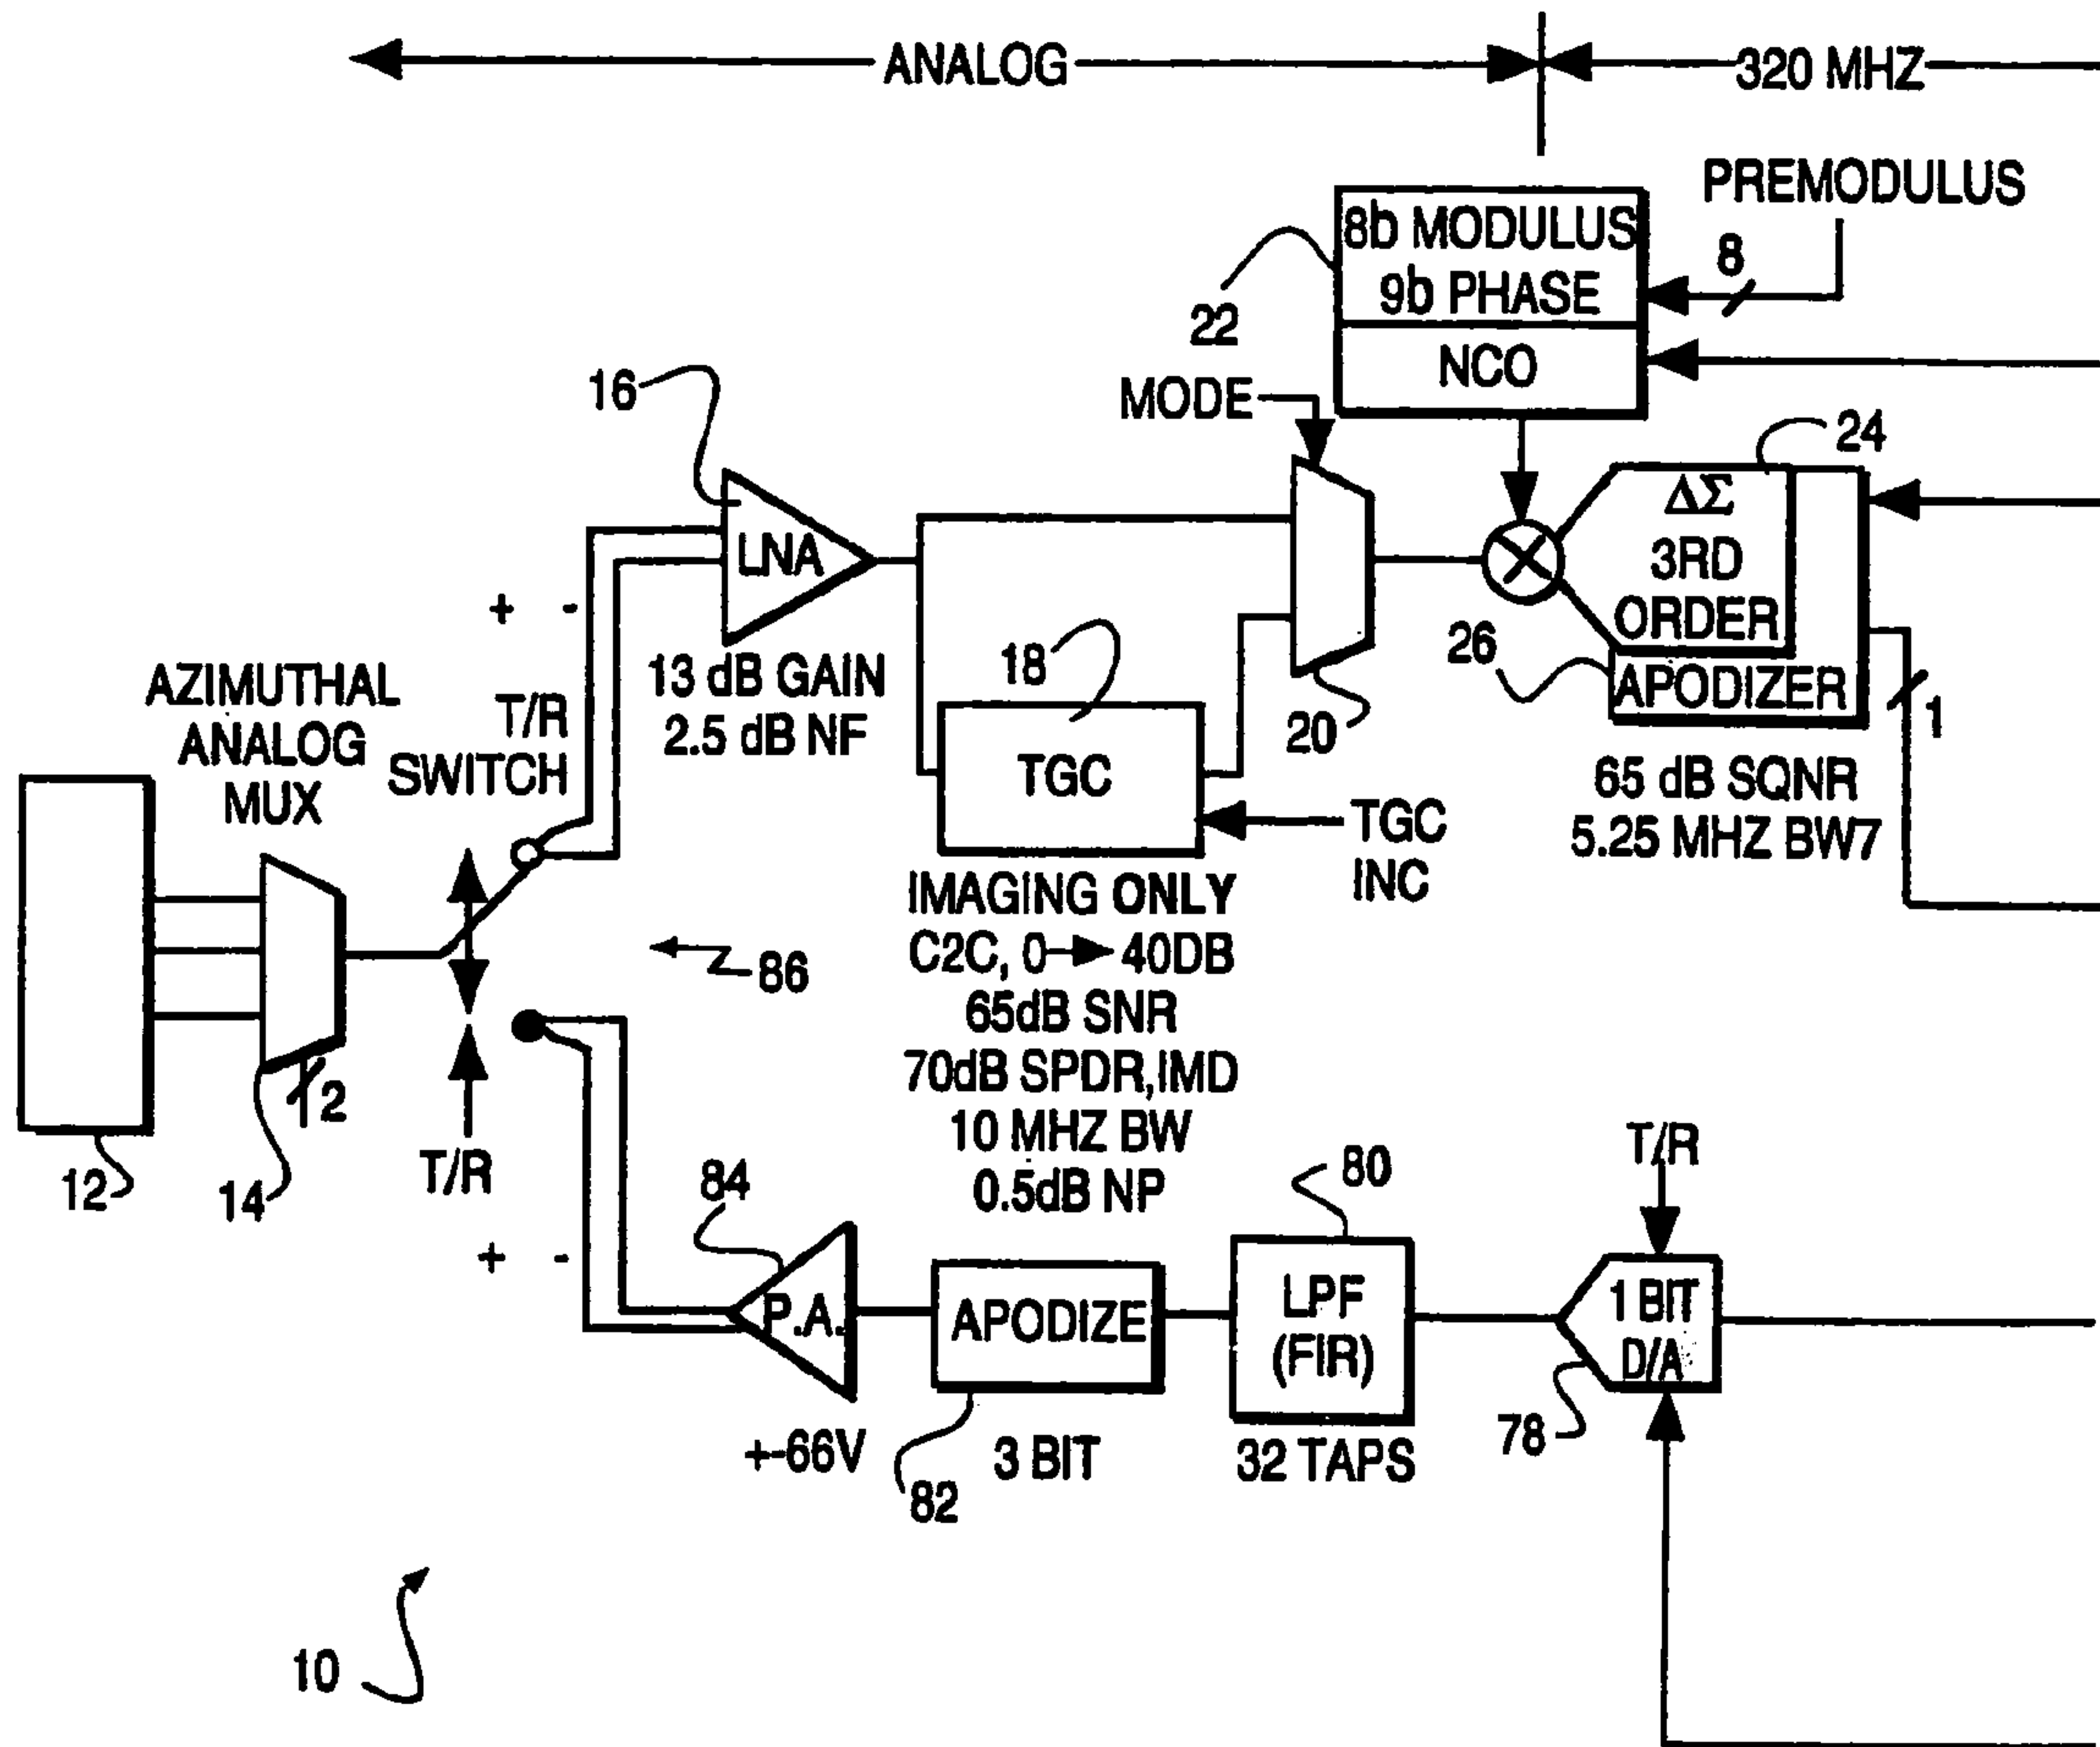 ANALOG
320 MHZ
PREMODULUS
8b MODULUS
9b PHASE
8
22
NCO
MODE
16
24
LNA
ΔΣ
3RD
ORDER
26
APODIZER
1
+ -
13 dB GAIN
2.5 dB NF
18
20
AZIMUTHAL
ANALOG
MUX
T/R
SWITCH
TGC
TGC
INC
65 dB SQNR
5.25 MHZ BW7
IMAGING ONLY
C2C, 0 → 40DB
65dB SNR
70dB SPDR,IMD
10 MHZ BW
0.5dB NP
86
2
12
14
T/R
84
80
T/R
+ -
P.A.
APODIZE
LPF
(FIR)
1 BIT
D/A
78
+-66V
82
3 BIT
32 TAPS
10